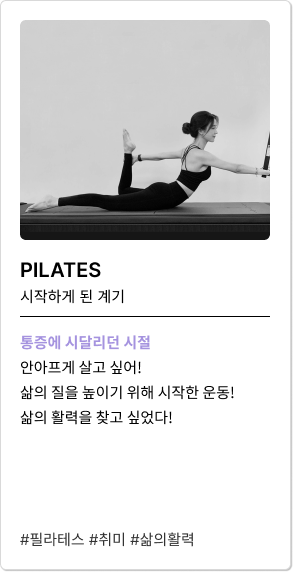 PILATES
시작하게 된 계기
통증에 시달리던 시절
안아프게 살고 싶어!
삶의 질을 높이기 위해 시작한 운동!
삶의 활력을 찾고 싶었다!
#필라테스 #취미 #삶의활력